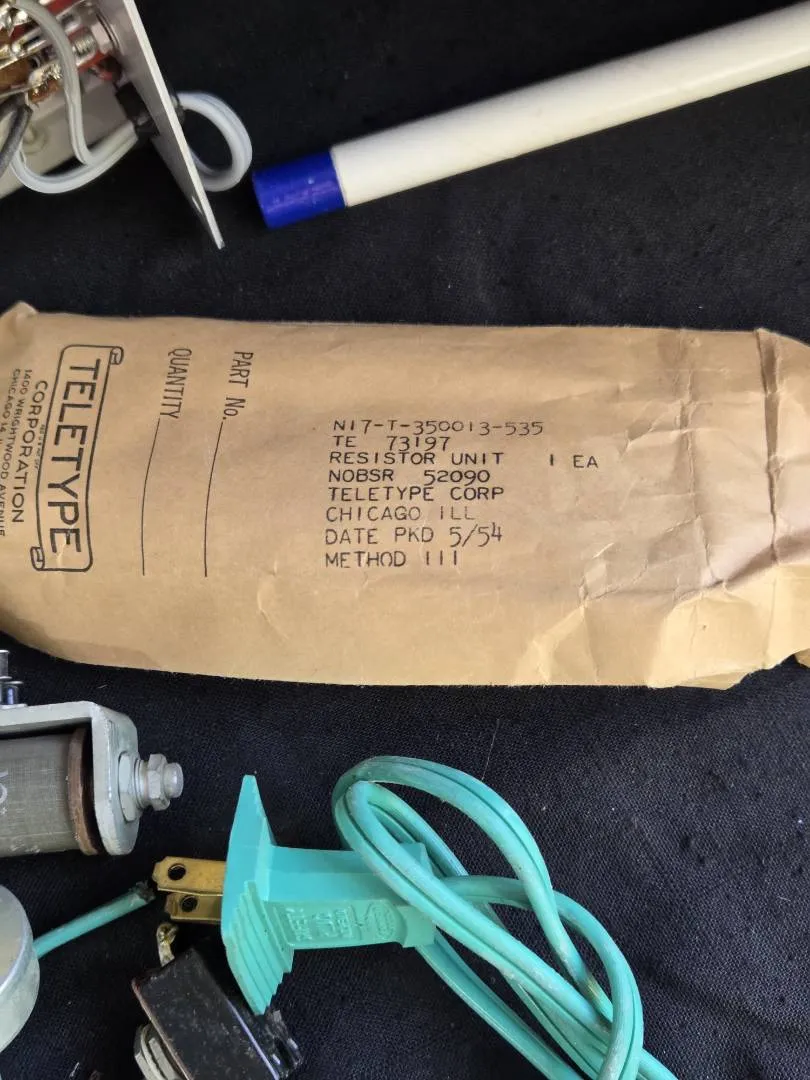 N17-T-350013-535
TE 73197
RESISTOR UNIT 1 EA
NOBSR 52090
TELETYPE CORP
CHICAGO ILL
DATE PKD 5/54
METHOD III
PART No.
QUANTITY
TELETYPE
CORPORATION
1400 WRIGHTWOOD AVENUE
CHICAGO 14, ILL